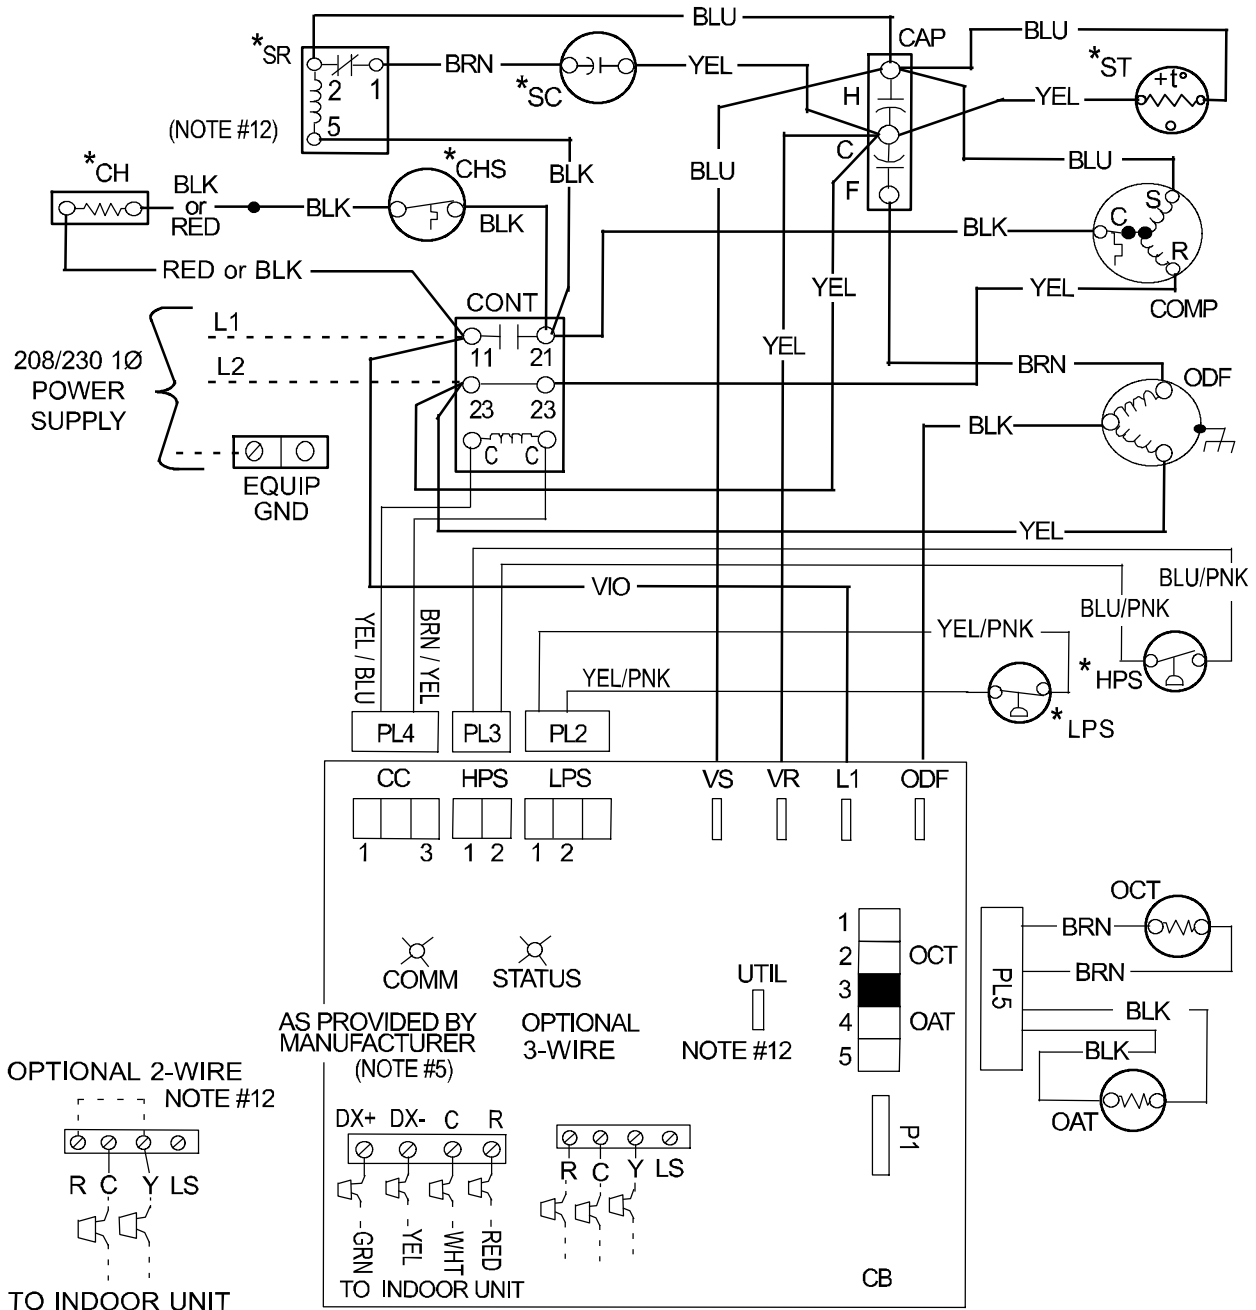 BLU
*SR
2 1
5
(NOTE #12)
BRN
*SC
YEL
CAP
H
C
F
BLU
*ST
+t°
YEL
BLU
BLU
*CH
BLK
or
RED
BLK
*CHS
BLK
BLK
RED or BLK
BLK
C S
R
COMP
YEL
YEL
YEL
CONT
11 21
23 23
C C
L1
L2
208/230 1Ø
POWER
SUPPLY
EQUIP
GND
BRN
ODF
BLK
YEL
VIO
BLU/PNK
BLU/PNK
YEL/PNK
YEL/PNK
*HPS
*LPS
YEL / BLU
BRN / YEL
PL4 PL3 PL2
CC HPS LPS VS VR L1 ODF
1 3 1 2 1 2
COMM
STATUS
AS PROVIDED BY
MANUFACTURER
(NOTE #5)
OPTIONAL
3-WIRE
UTIL
NOTE #12
1
2 OCT
3
4 OAT
5
P1
PL5
OCT
BRN
BRN
BLK
BLK
OAT
OPTIONAL 2-WIRE
NOTE #12
R C Y LS
TO INDOOR UNIT
DX+ DX- C R
GRN YEL WHT RED
TO INDOOR UNIT
R C Y LS
CB